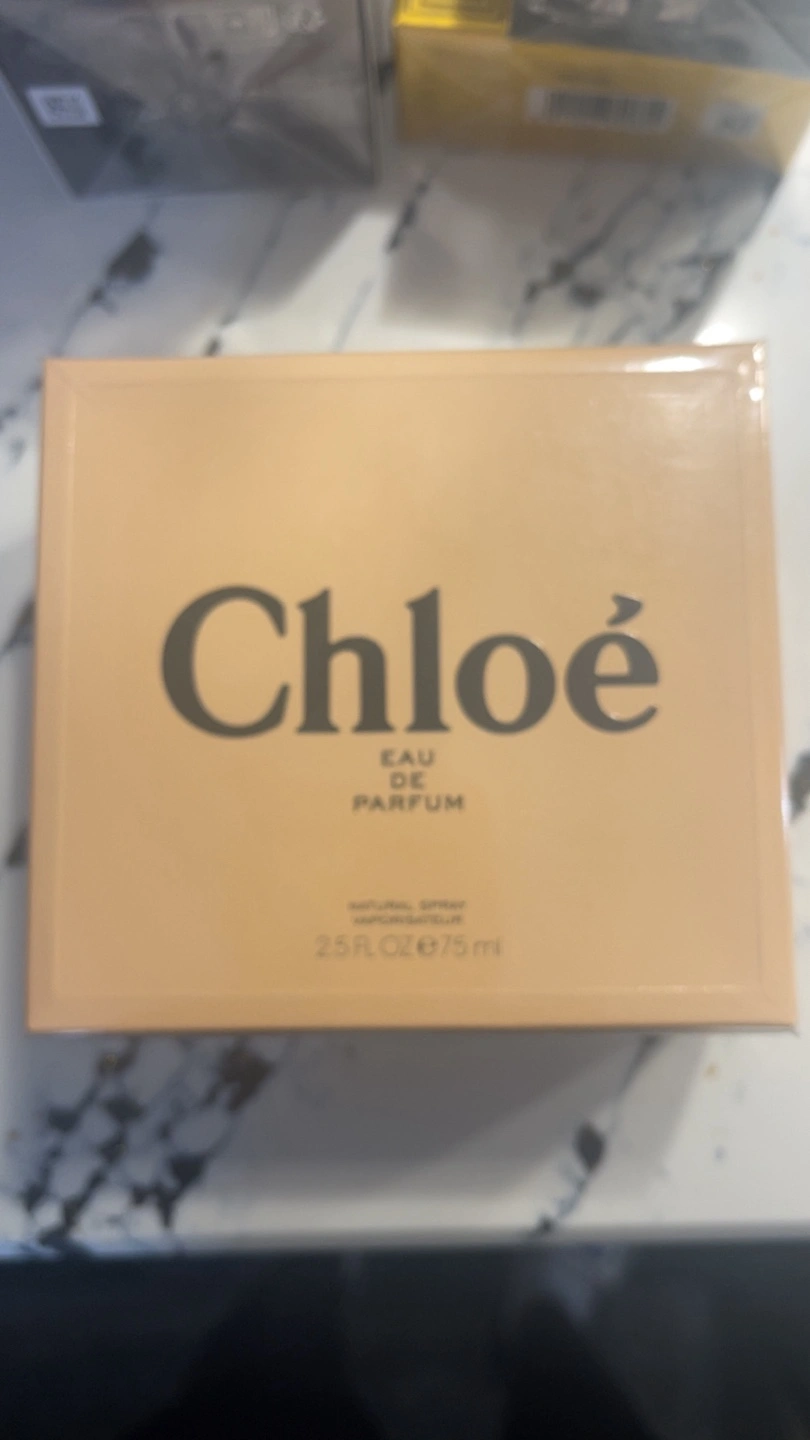 Chloé
EAU
DE
PARFUM
NATURAL SPRAY
VAPORISATEUR
2.5 FL OZ ℮ 75 ml